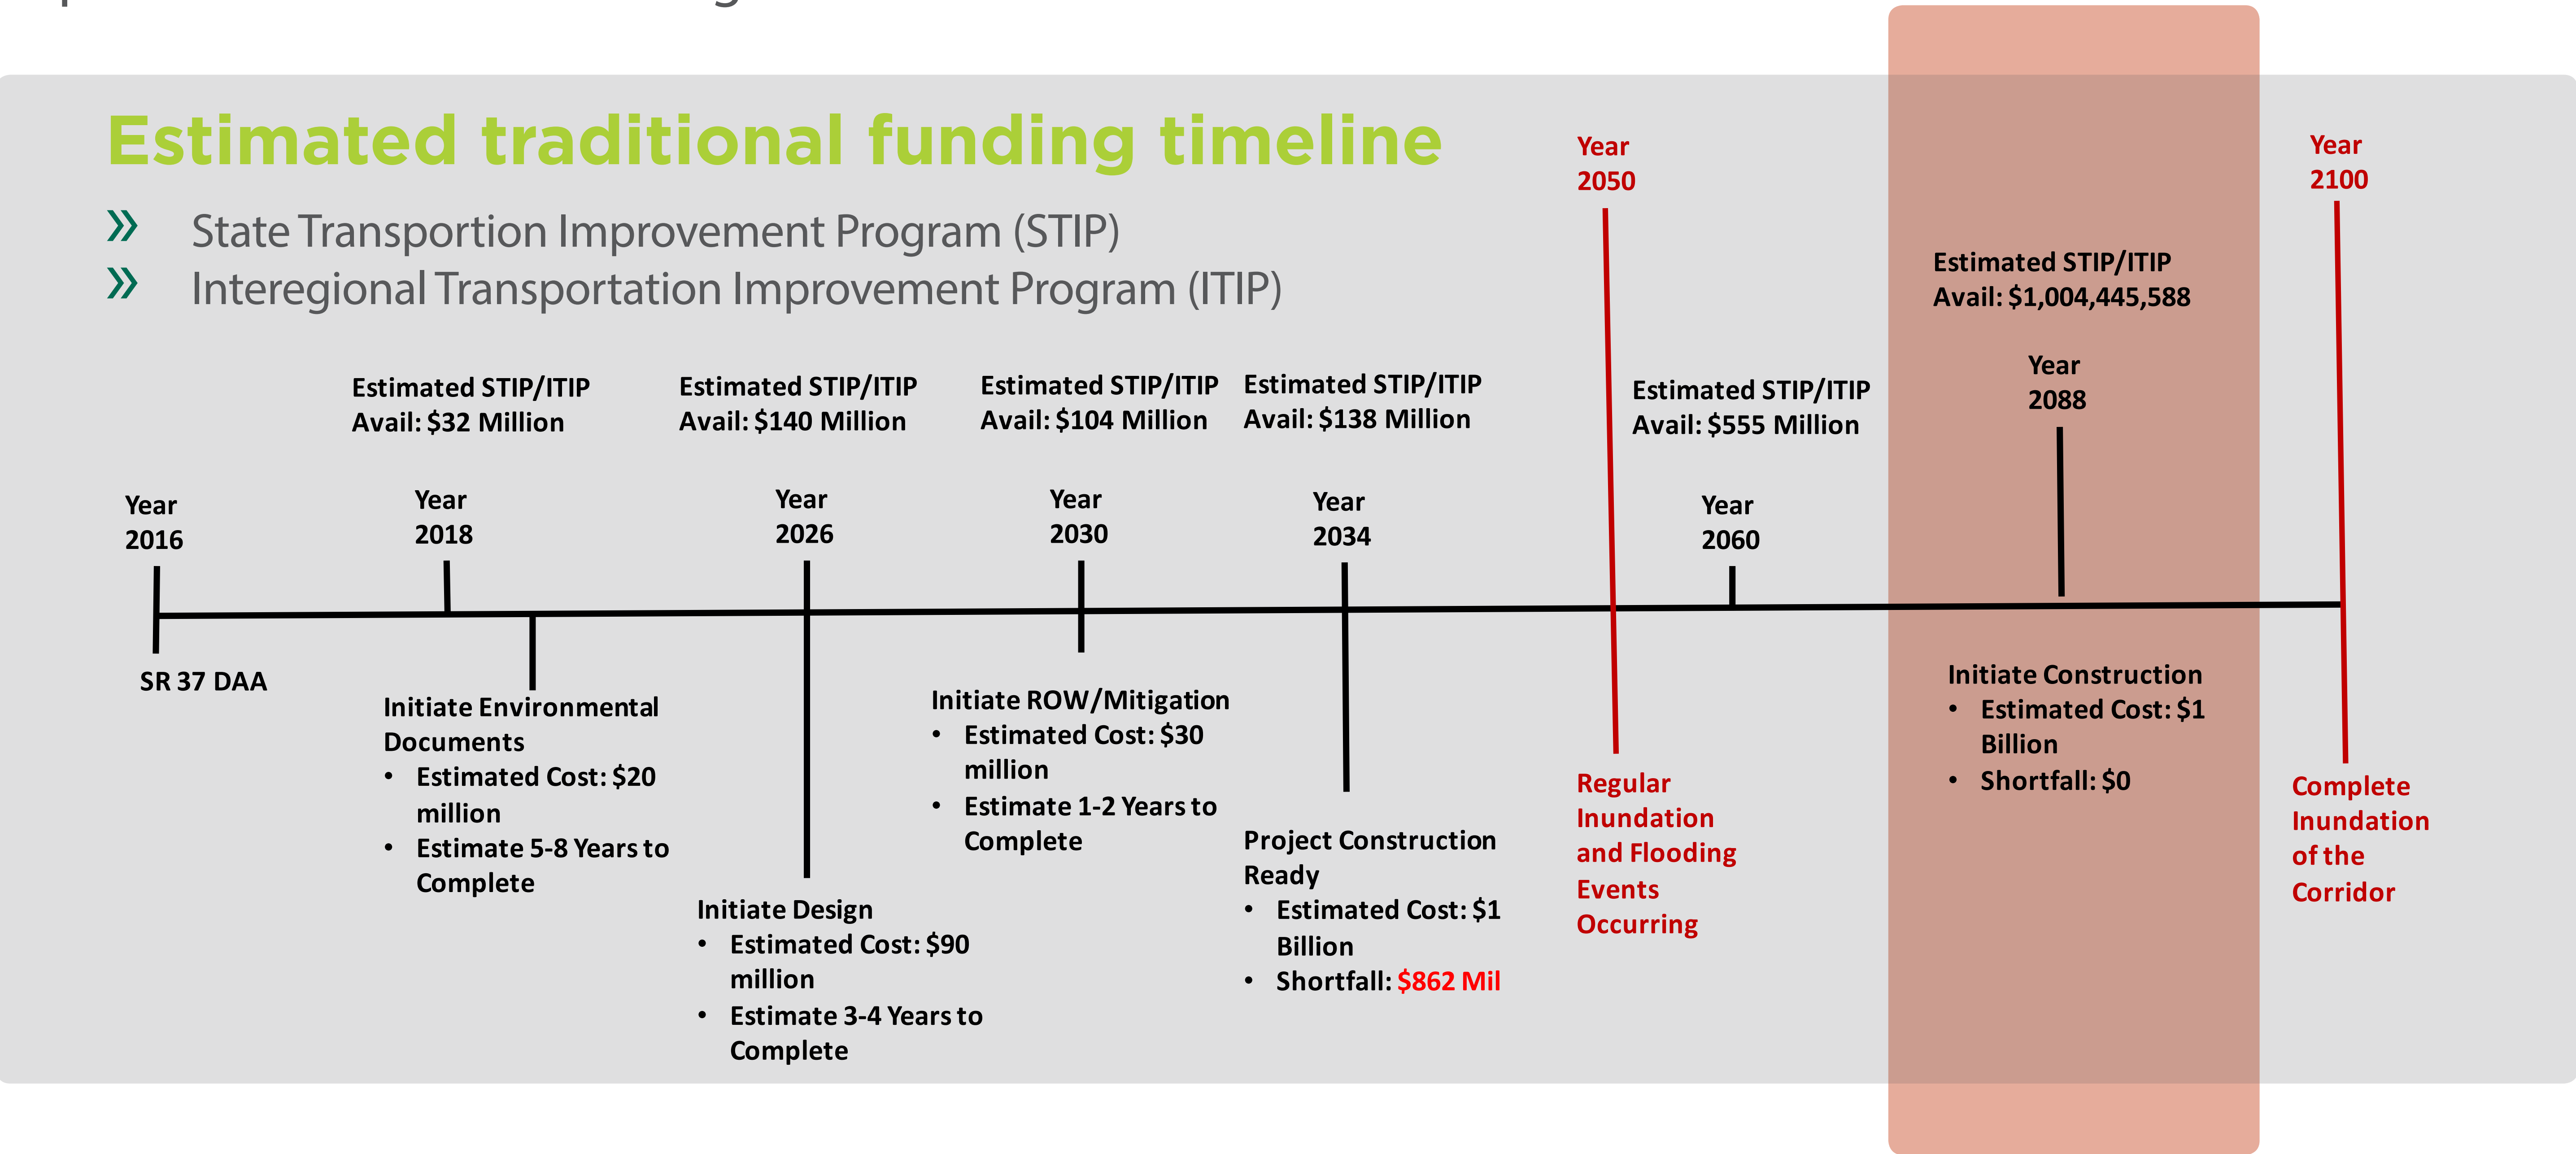 Estimated traditional funding timeline
» State Transportion Improvement Program (STIP)
» Interegional Transportation Improvement Program (ITIP)
Year
2050
Year
2100
Estimated STIP/ITIP
Avail: $1,004,445,588
Year
2088
Estimated STIP/ITIP
Avail: $32 Million
Estimated STIP/ITIP
Avail: $140 Million
Estimated STIP/ITIP
Avail: $104 Million
Estimated STIP/ITIP
Avail: $138 Million
Estimated STIP/ITIP
Avail: $555 Million
Year
2016
Year
2018
Year
2026
Year
2030
Year
2034
Year
2060
SR 37 DAA
Initiate Environmental
Documents
• Estimated Cost: $20
million
• Estimate 5-8 Years to
Complete
Initiate Design
• Estimated Cost: $90
million
• Estimate 3-4 Years to
Complete
Initiate ROW/Mitigation
• Estimated Cost: $30
million
• Estimate 1-2 Years to
Complete
Project Construction
Ready
• Estimated Cost: $1
Billion
• Shortfall: $862 Mil
Regular
Inundation
and Flooding
Events
Occurring
Initiate Construction
• Estimated Cost: $1
Billion
• Shortfall: $0
Complete
Inundation
of the
Corridor